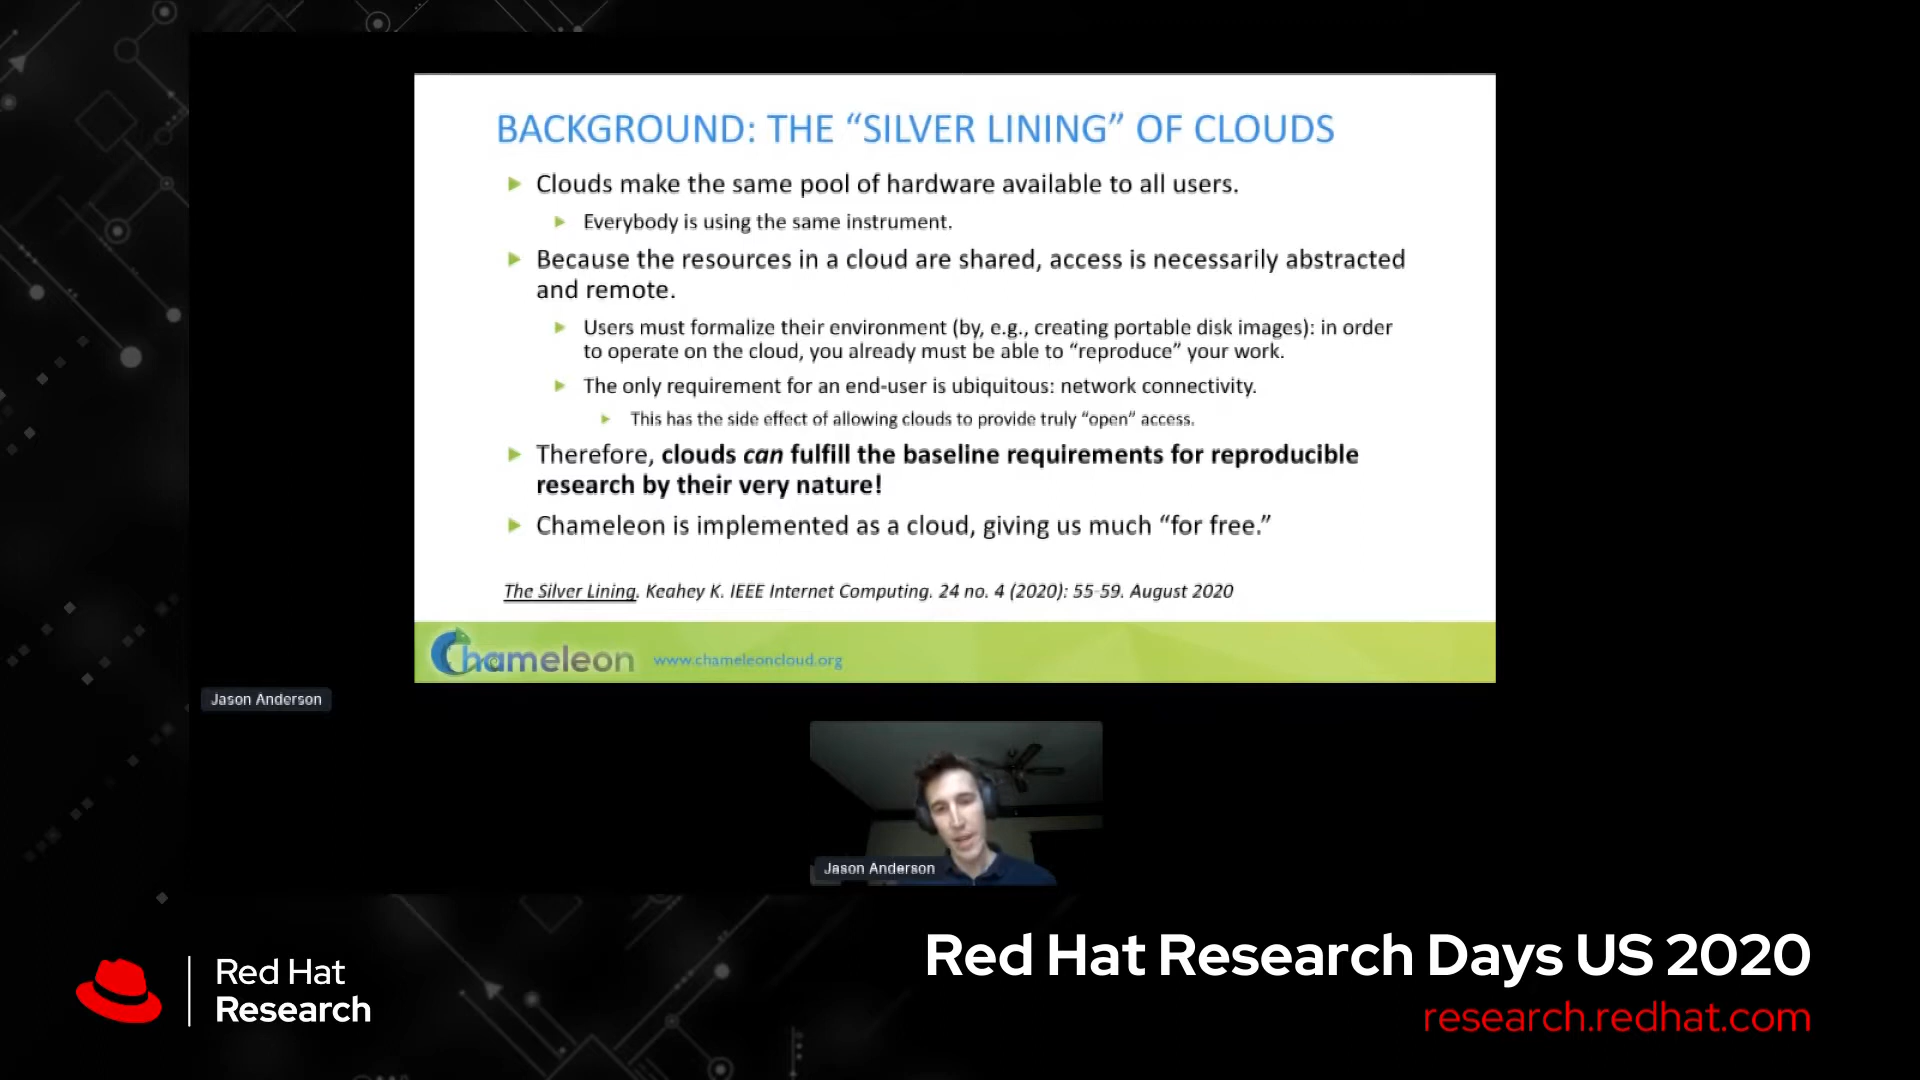 BACKGROUND: THE “SILVER LINING” OF CLOUDS
Clouds make the same pool of hardware available to all users.
Everybody is using the same instrument.
Because the resources in a cloud are shared, access is necessarily abstracted
and remote.
Users must formalize their environment (by, e.g., creating portable disk images): in order
to operate on the cloud, you already must be able to “reproduce” your work.
The only requirement for an end-user is ubiquitous: network connectivity.
This has the side effect of allowing clouds to provide truly “open” access.
Therefore, clouds can fulfill the baseline requirements for reproducible
research by their very nature!
Chameleon is implemented as a cloud, giving us much “for free.”
The Silver Lining. Keahey K. IEEE Internet Computing. 24 no. 4 (2020): 55-59. August 2020
Chameleon www.chameleoncloud.org
Jason Anderson
Jason Anderson
Red Hat
Research
Red Hat Research Days US 2020
research.redhat.com